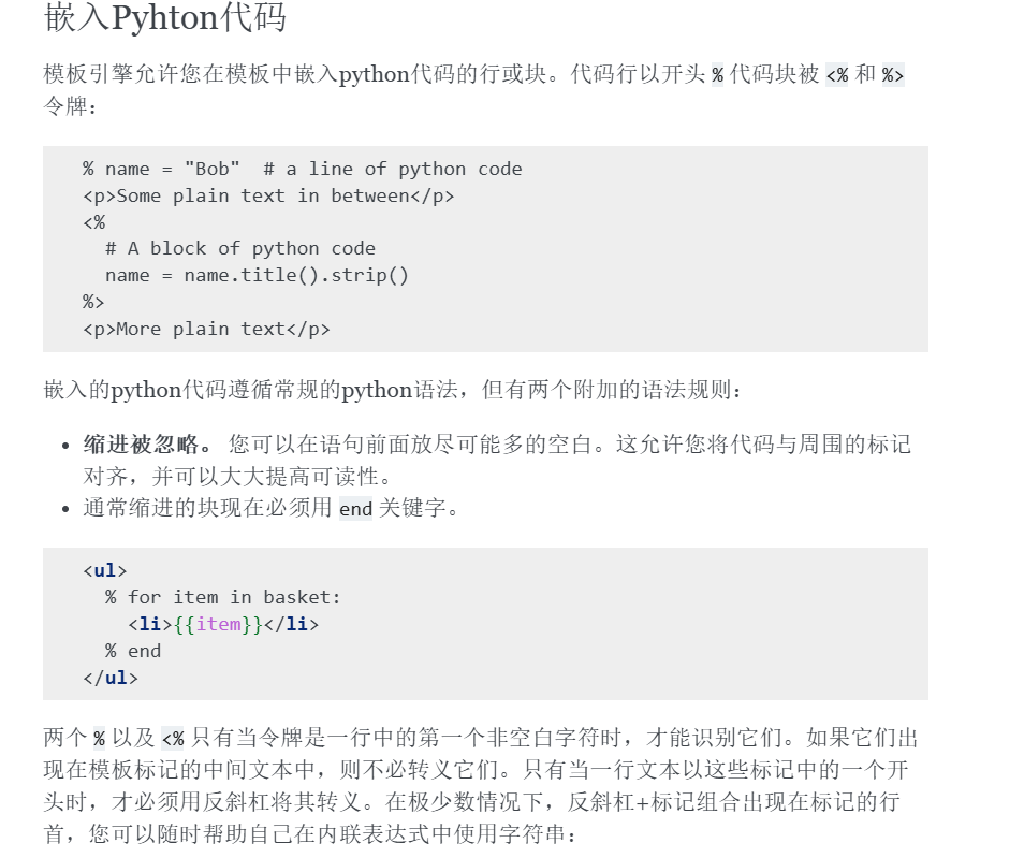 嵌入Pyhton代码
模板引擎允许您在模板中嵌入python代码的行或块。代码行以开头 % 代码块被 <% 和 %>
令牌：
% name = "Bob"  # a line of python code
<p>Some plain text in between</p>
<%
  # A block of python code
  name = name.title().strip()
%>
<p>More plain text</p>
嵌入的python代码遵循常规的python语法，但有两个附加的语法规则：
• 缩进被忽略。 您可以在语句前面放尽可能多的空白。这允许您将代码与周围的标记
对齐，并可以大大提高可读性。
• 通常缩进的块现在必须用 end 关键字。
<ul>
  % for item in basket:
    <li>{{item}}</li>
  % end
</ul>
两个 % 以及 <% 只有当令牌是一行中的第一个非空白字符时，才能识别它们。如果它们出
现在模板标记的中间文本中，则不必转义它们。只有当一行文本以这些标记中的一个开
头时，才必须用反斜杠将其转义。在极少数情况下，反斜杠+标记组合出现在标记的行
首，您可以随时帮助自己在内联表达式中使用字符串：